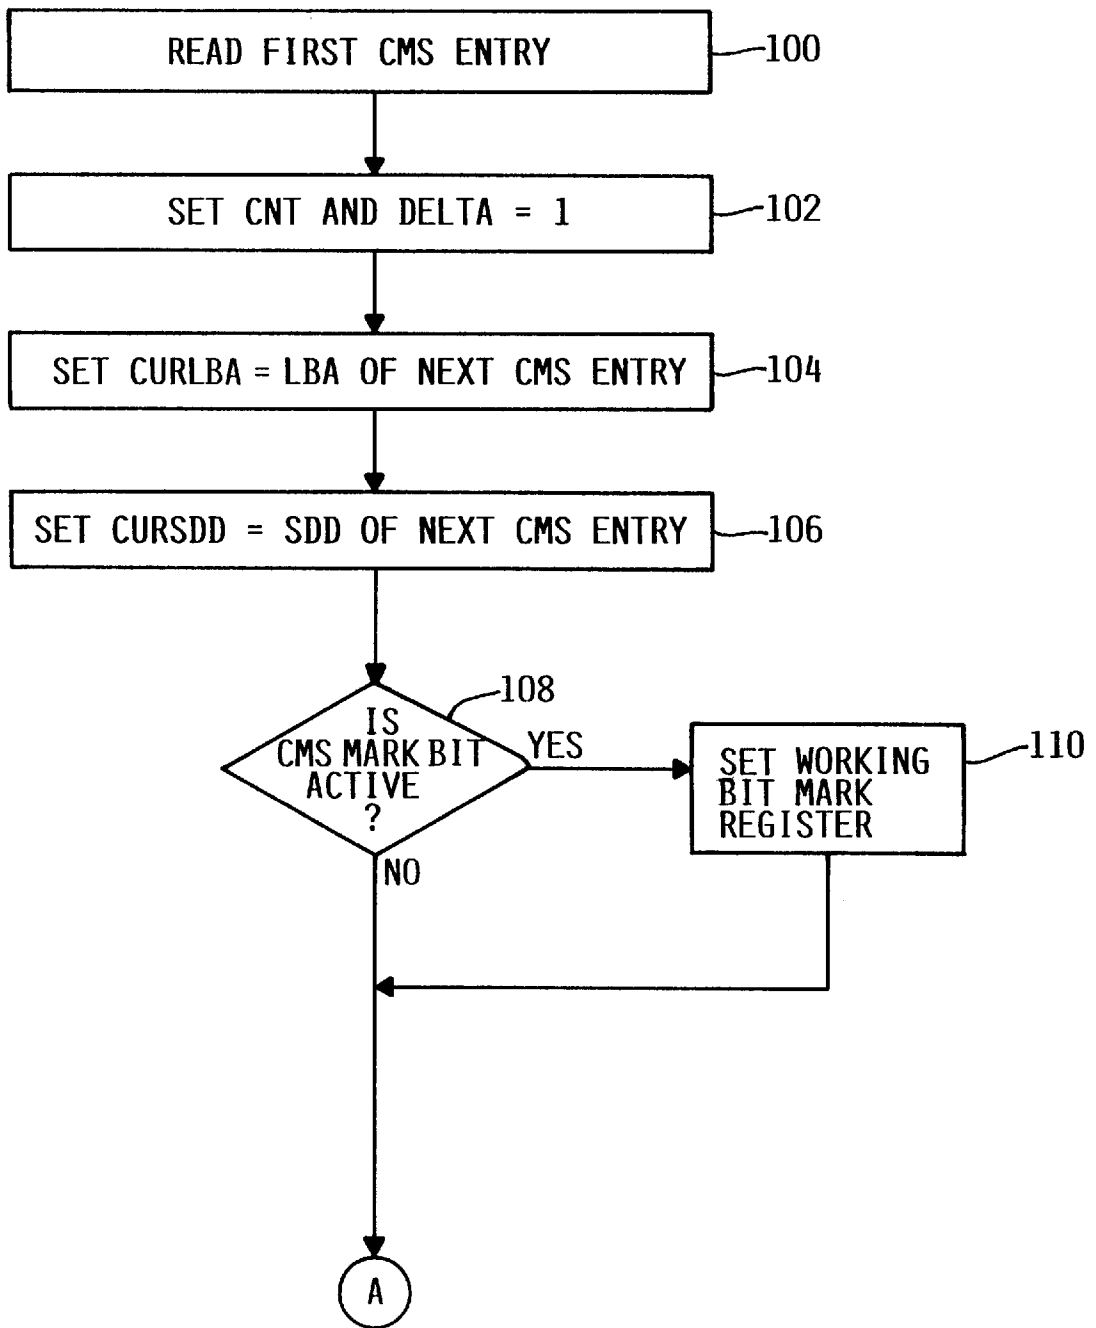 READ FIRST CMS ENTRY
100
SET CNT AND DELTA = 1
102
SET CURLBA = LBA OF NEXT CMS ENTRY
104
SET CURSDD = SDD OF NEXT CMS ENTRY
106
108
IS
CMS MARK BIT
ACTIVE
?
YES
NO
110
SET WORKING
BIT MARK
REGISTER
A